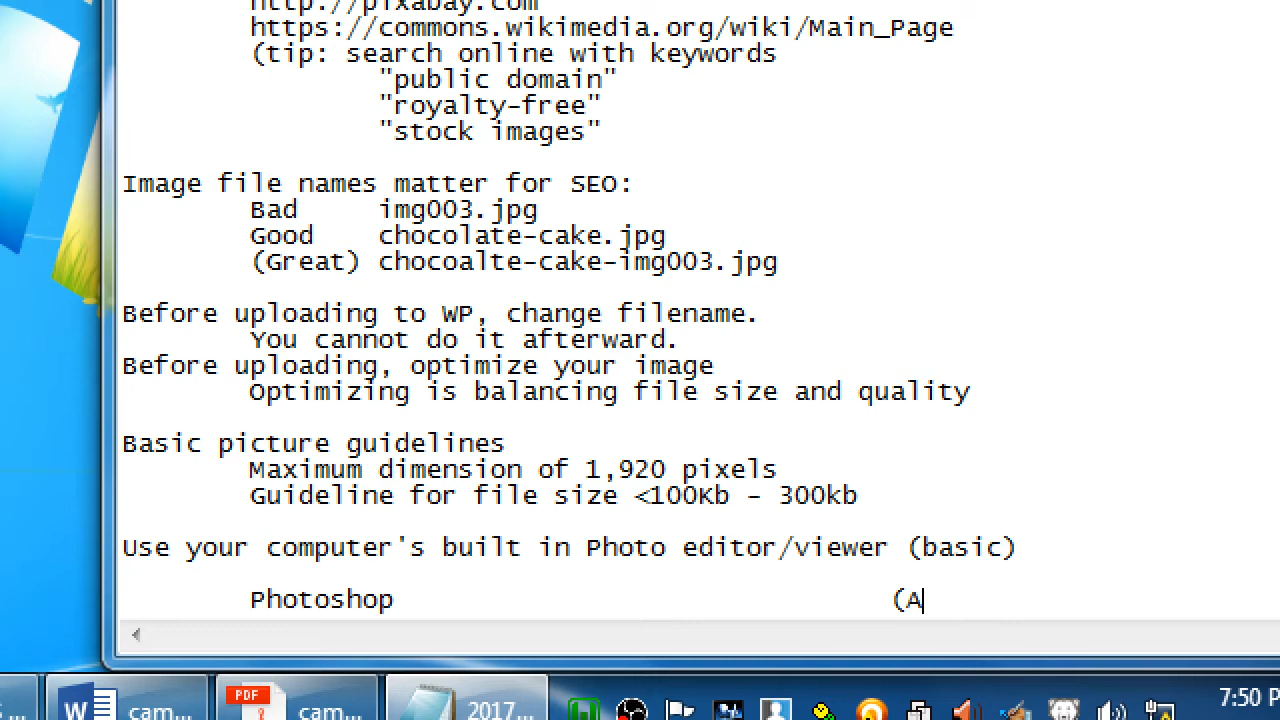 http://pixabay.com
https://commons.wikimedia.org/wiki/Main_Page
(tip: search online with keywords
"public domain"
"royalty-free"
"stock images"
Image file names matter for SEO:
Bad img003.jpg
Good chocolate-cake.jpg
(Great) chocoalte-cake-img003.jpg
Before uploading to WP, change filename.
You cannot do it afterward.
Before uploading, optimize your image
Optimizing is balancing file size and quality
Basic picture guidelines
Maximum dimension of 1,920 pixels
Guideline for file size <100Kb - 300kb
Use your computer's built in Photo editor/viewer (basic)
Photoshop (A
W cam... PDF cam... 2017... 7:50 P